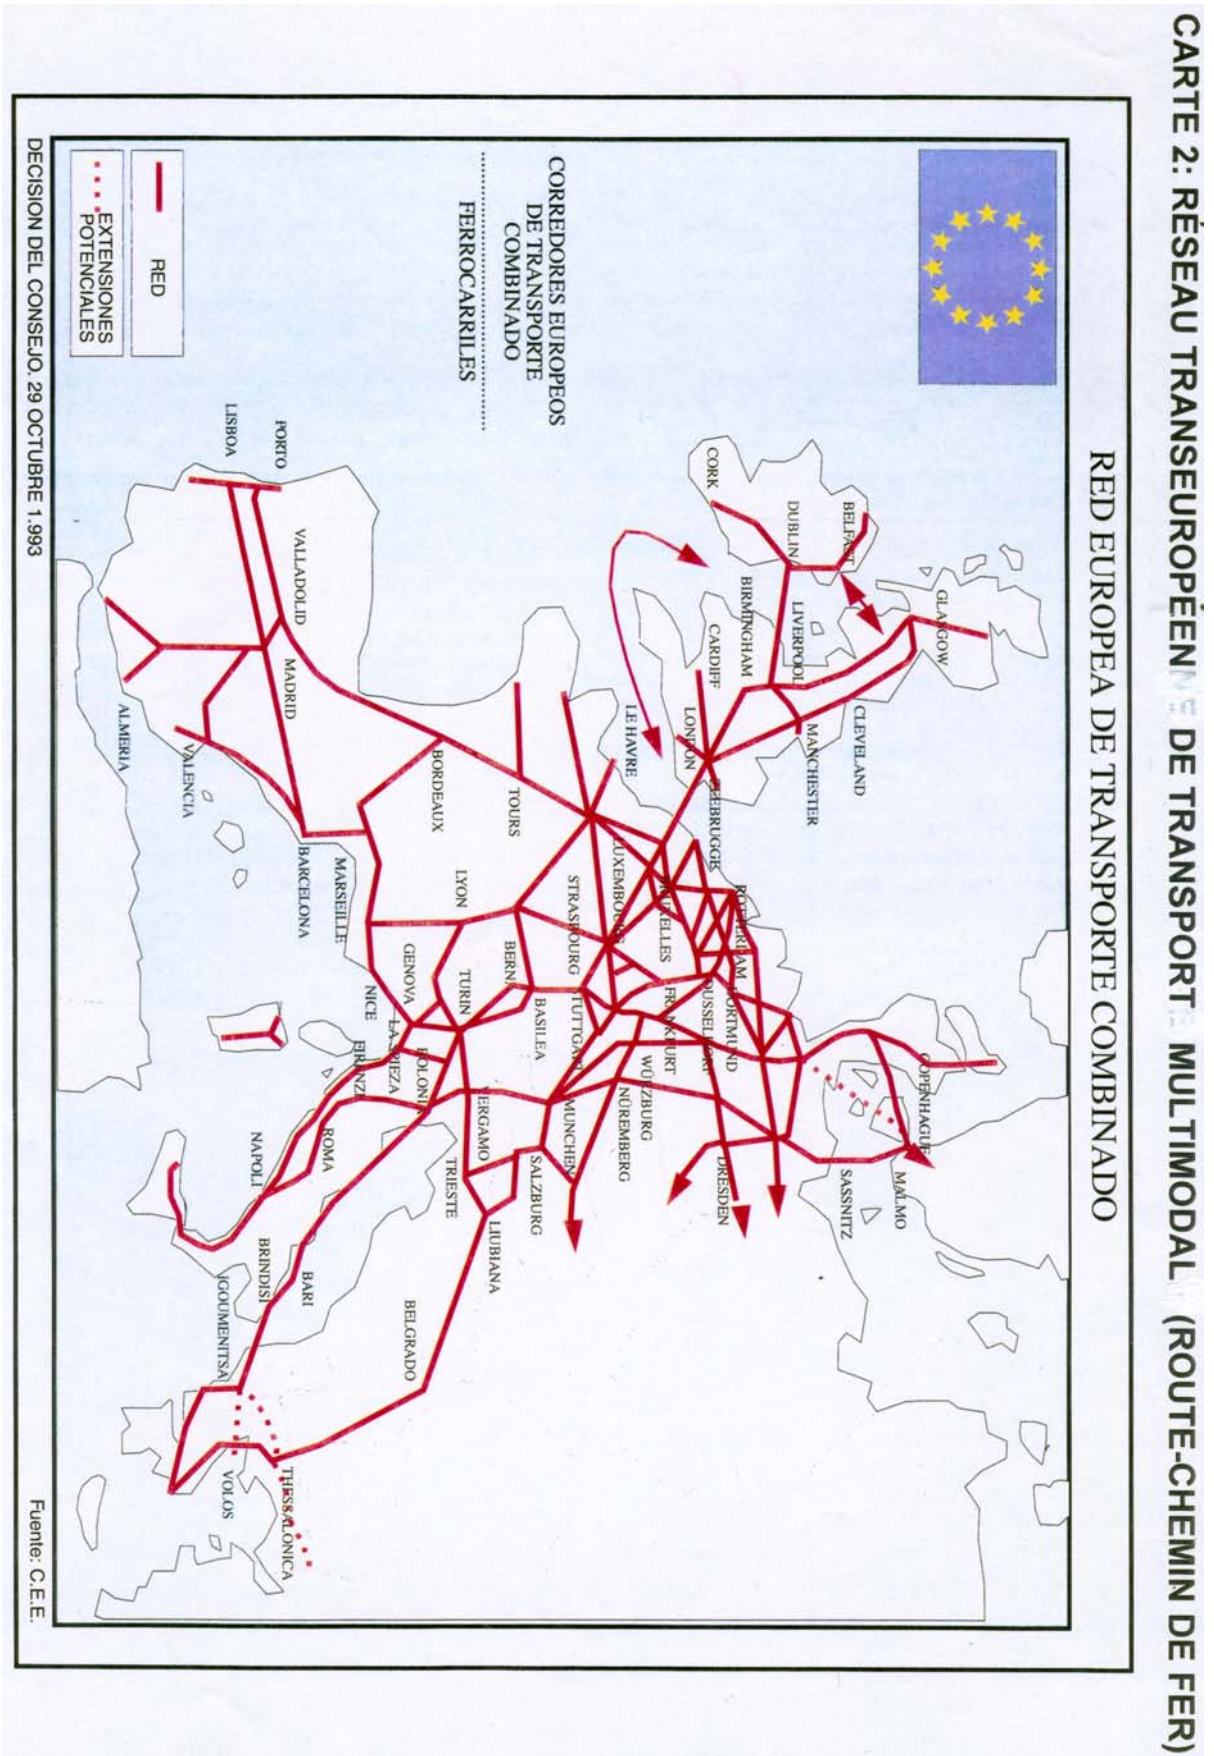 CARTE 2: RÉSEAU TRANSEUROPÉENNE DE TRANSPORT MULTIMODAL (ROUTE-CHEMIN DE FER)
RED EUROPEA DE TRANSPORTE COMBINADO
CORREDORES EUROPEOS
DE TRANSPORTE
COMBINADO
FERROCARRILES
GLASGOW
BELFAST
CLEVELAND
DUBLIN
LIVERPOOL
MANCHESTER
CORK
BIRMINGHAM
CARDIFF
LONDON
LE HAVRE
ZEEBRUGGE
ROTTERDAM
BRUXELLES
LUXEMBOURG
DUSSELDORF
DORTMUND
COPENHAGUE
MALMO
SASSNITZ
DRESDEN
FRANKFURT
WÜRZBURG
NÜREMBERG
STRASBOURG
STUTTGART
MUNCHEN
TOURS
BASILEA
BERNA
SALZBURG
LYON
TURIN
VERGAMO
TRIESTE
LIUBIANA
BORDEAUX
GENOVA
BOLONIA
BELGRADO
NICE
LA SPIEZA
FIRENZE
MARSEILLE
ROMA
PORTO
VALLADOLID
MADRID
BARCELONA
NAPOLI
BARI
BRINDISI
THESSALONICA
LISBOA
VALENCIA
IGOUMENITSA
VOLOS
ALMERIA
RED
EXTENSIONES
POTENCIALES
DECISION DEL CONSEJO. 29 OCTUBRE 1.993
Fuente: C.E.E.